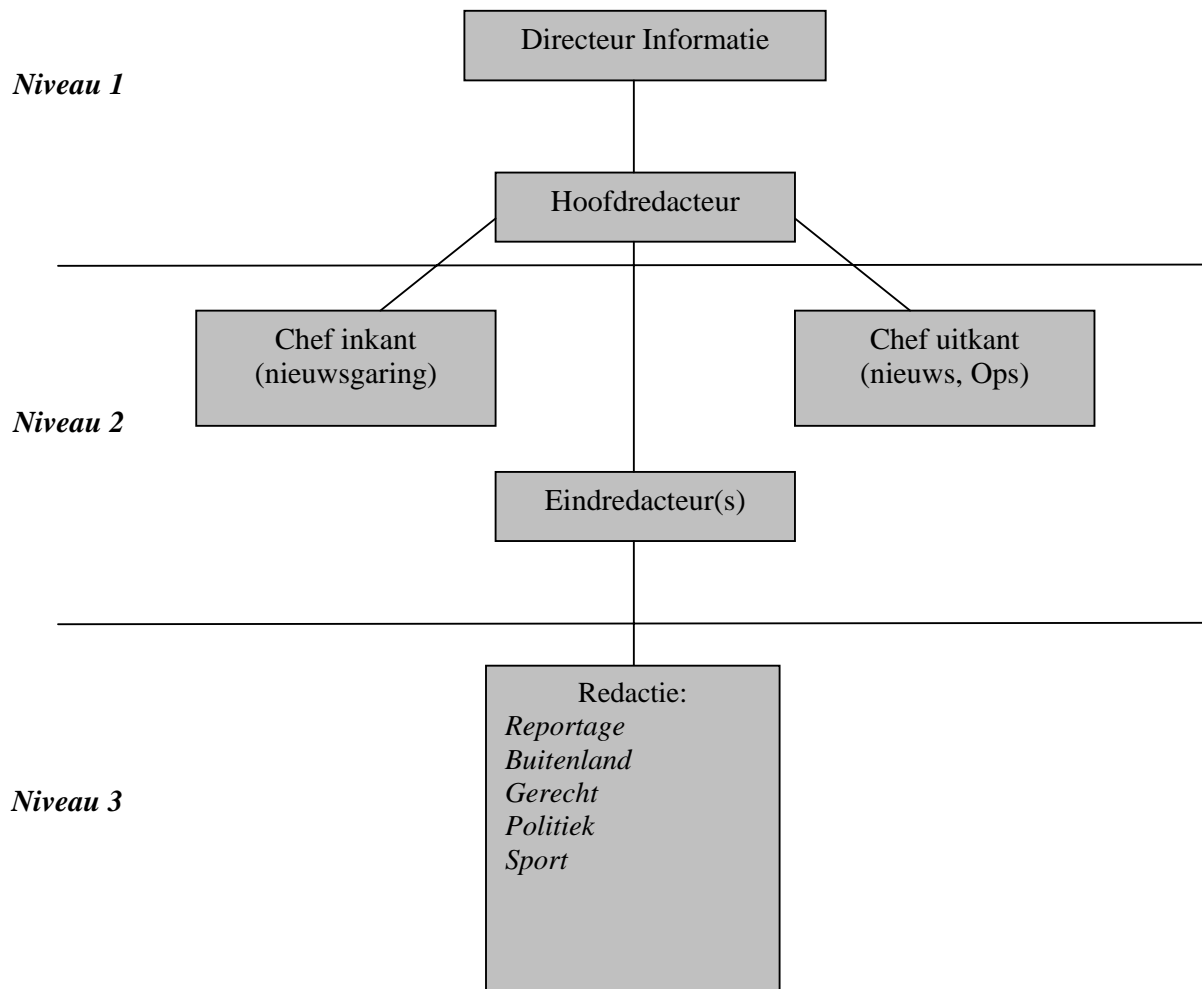 Directeur Informatie
Niveau 1
Hoofdredacteur
Chef inkant
(nieuwsgaring)
Chef uitkant
(nieuws, Ops)
Niveau 2
Eindredacteur(s)
Redactie:
Reportage
Buitenland
Gerecht
Politiek
Sport
Niveau 3